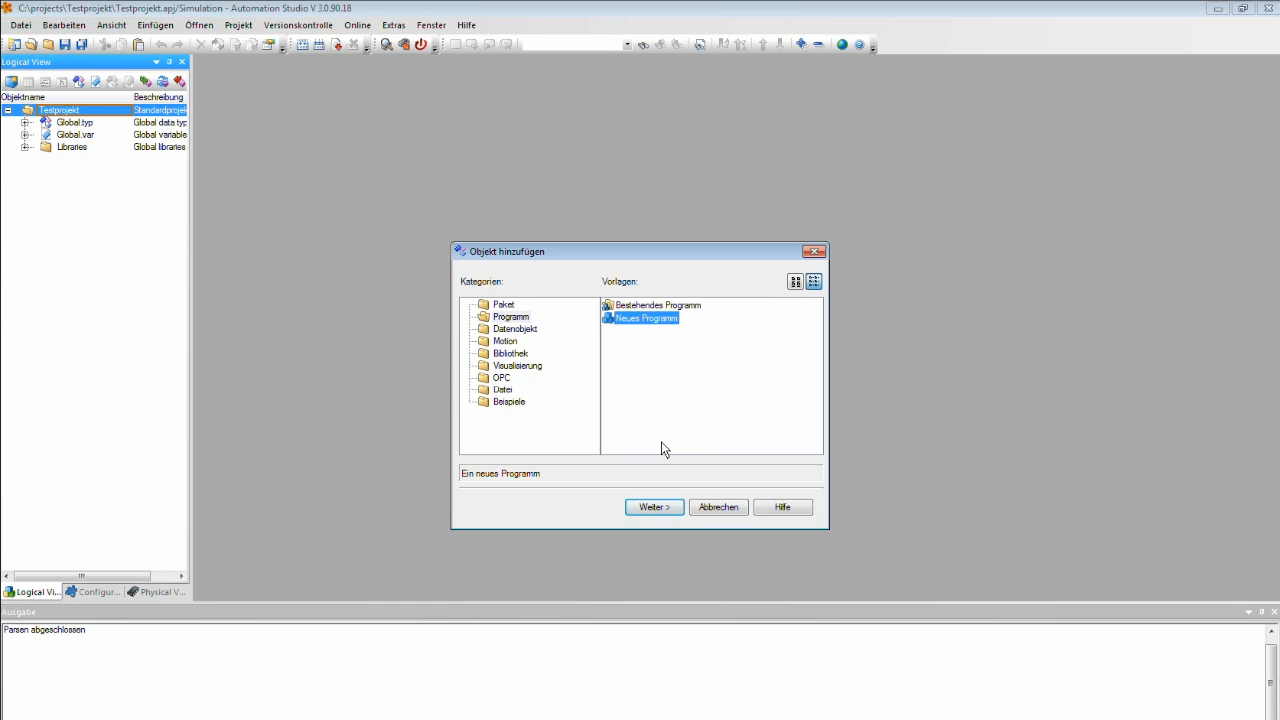 C:\projects\Testprojekt\Testprojekt.apj/Simulation - Automation Studio V 3.0.90.18
Datei Bearbeiten Ansicht Einfügen Öffnen Projekt Versionskontrolle Online Extras Fenster Hilfe
Logical View
Objektname Beschreibung
Testprojekt Standardprojek
Global.typ Global data typ
Global.var Global variable
Libraries Global libraries
Objekt hinzufügen
Kategorien: Vorlagen:
Paket
Programm
Datenobjekt
Motion
Bibliothek
Visualisierung
OPC
Datei
Beispiele
Bestehendes Programm
Neues Programm
Ein neues Programm
Weiter > Abbrechen Hilfe
Logical Vi... Configur... Physical V...
Ausgabe
Parsen abgeschlossen